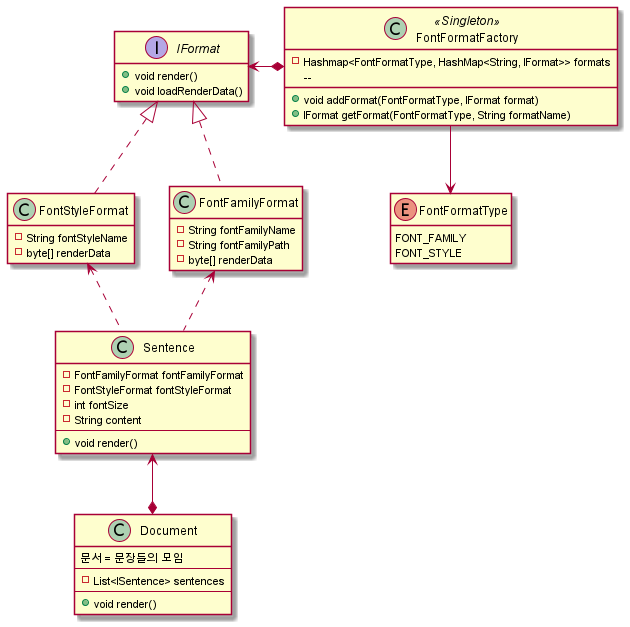 «Singleton»
C FontFormatFactory
Hashmap<FontFormatType, HashMap<String, IFormat>> formats
--
void addFormat(FontFormatType, IFormat format)
IFormat getFormat(FontFormatType, String formatName)
I IFormat
void render()
void loadRenderData()
C FontStyleFormat
String fontStyleName
byte[] renderData
C FontFamilyFormat
String fontFamilyName
String fontFamilyPath
byte[] renderData
E FontFormatType
FONT_FAMILY
FONT_STYLE
C Sentence
FontFamilyFormat fontFamilyFormat
FontStyleFormat fontStyleFormat
int fontSize
String content
void render()
C Document
문서 = 문장들의 모임
List<ISentence> sentences
void render()